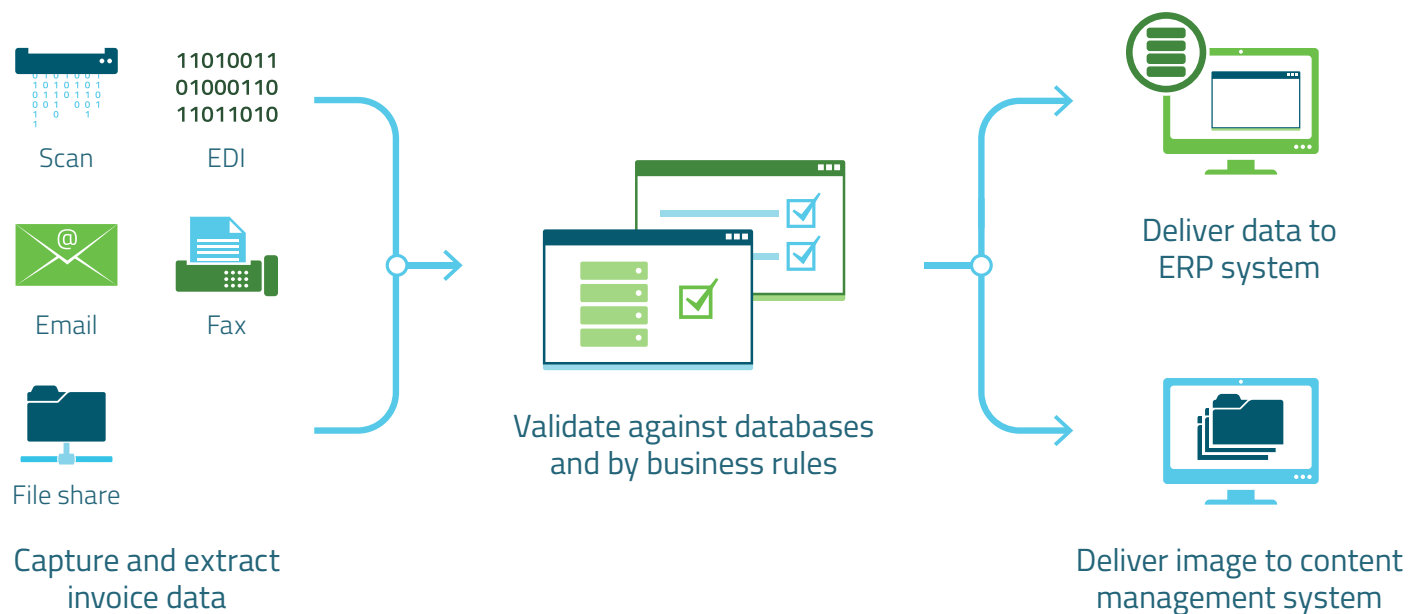 11010011
01000110
11011010
Scan
EDI
@
Email
Fax
File share
Capture and extract
invoice data
Validate against databases
and by business rules
Deliver data to
ERP system
Deliver image to content
management system